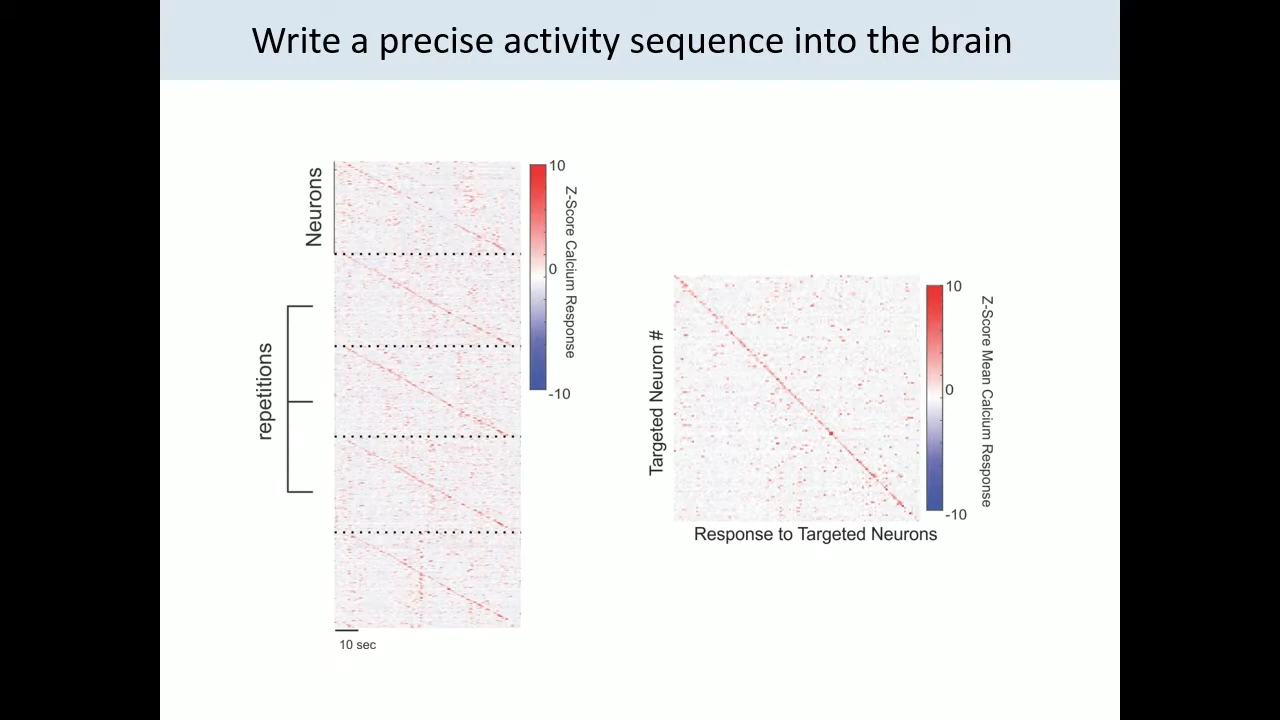 Write a precise activity sequence into the brain
Neurons
repetitions
10
0
-10
Z-Score Calcium Response
10 sec
Targeted Neuron #
Response to Targeted Neurons
10
0
-10
Z-Score Mean Calcium Response